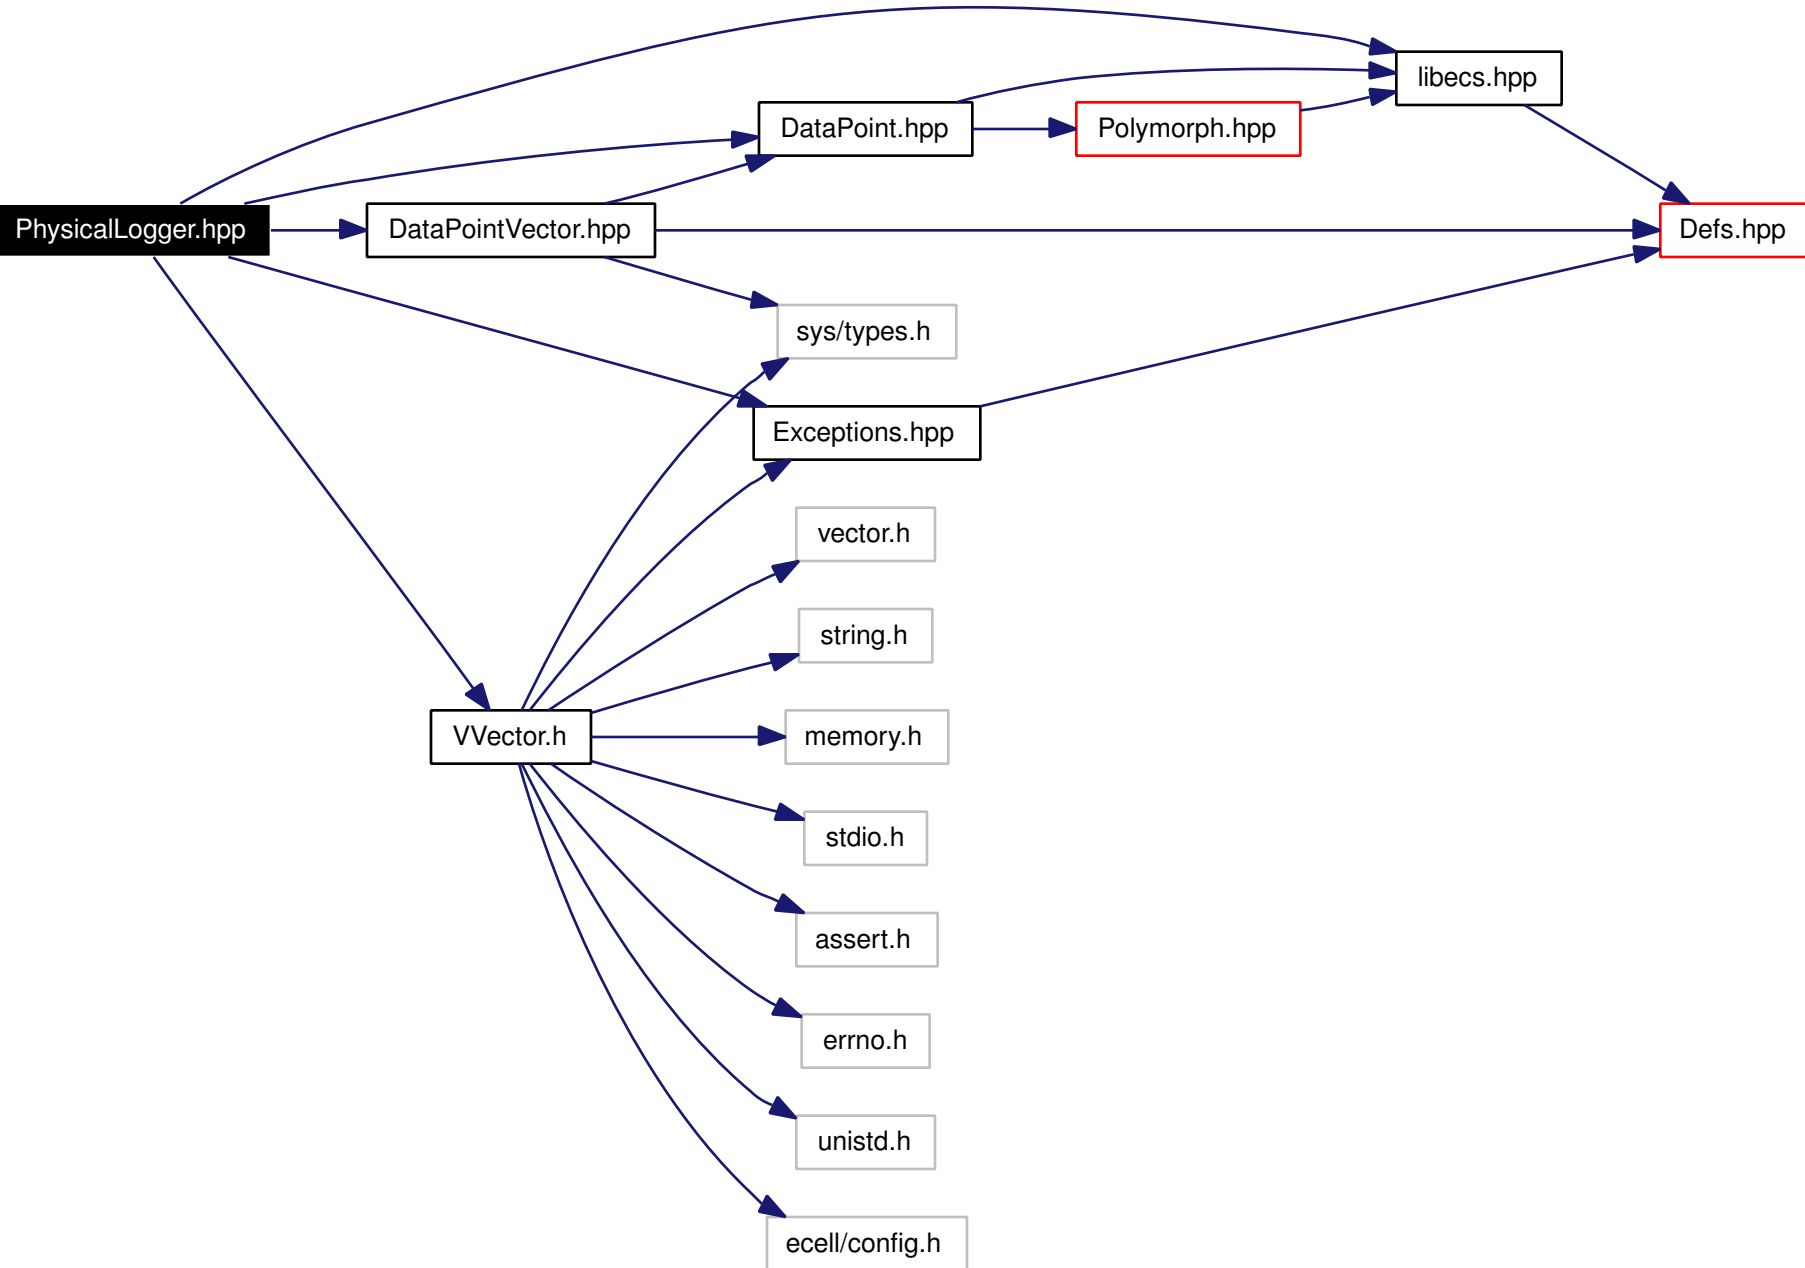 libecs.hpp
DataPoint.hpp
Polymorph.hpp
PhysicalLogger.hpp
DataPointVector.hpp
Defs.hpp
sys/types.h
Exceptions.hpp
vector.h
string.h
VVector.h
memory.h
stdio.h
assert.h
errno.h
unistd.h
ecell/config.h